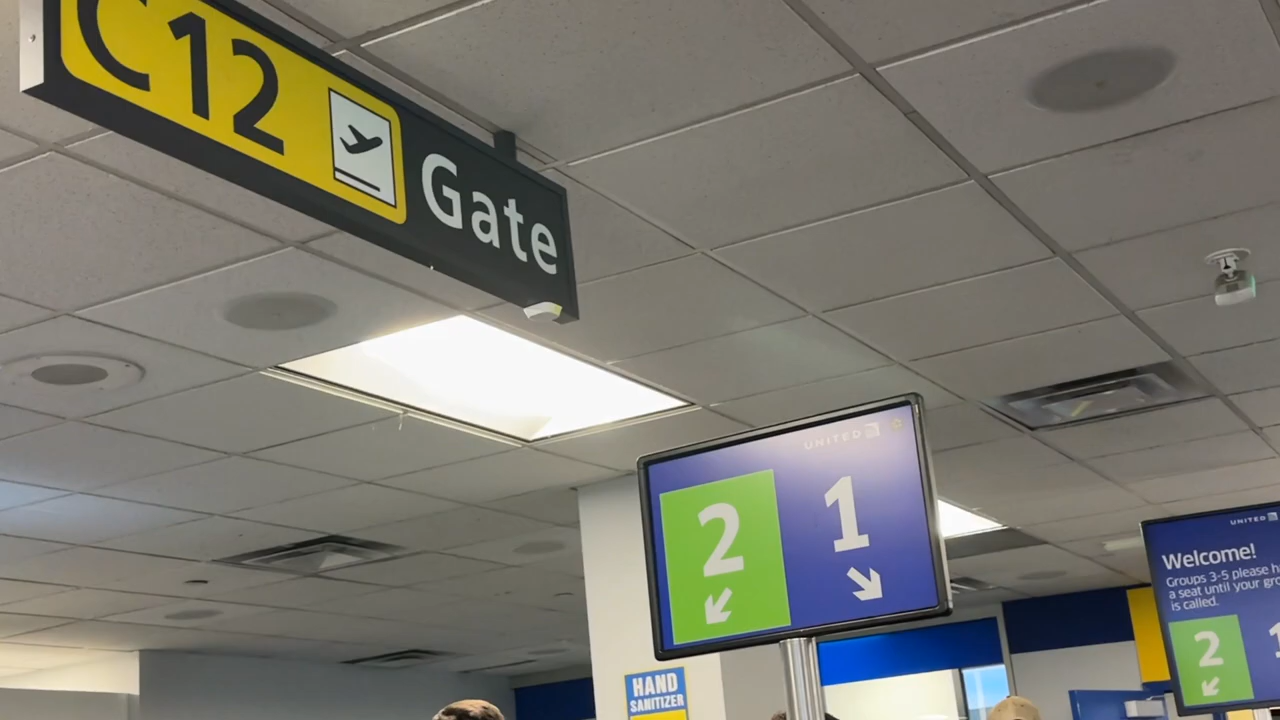 C12 Gate
UNITED
2 1
HAND
SANITIZER
UNITED
Welcome!
Groups 3-5 please
a seat until your
is called.
2